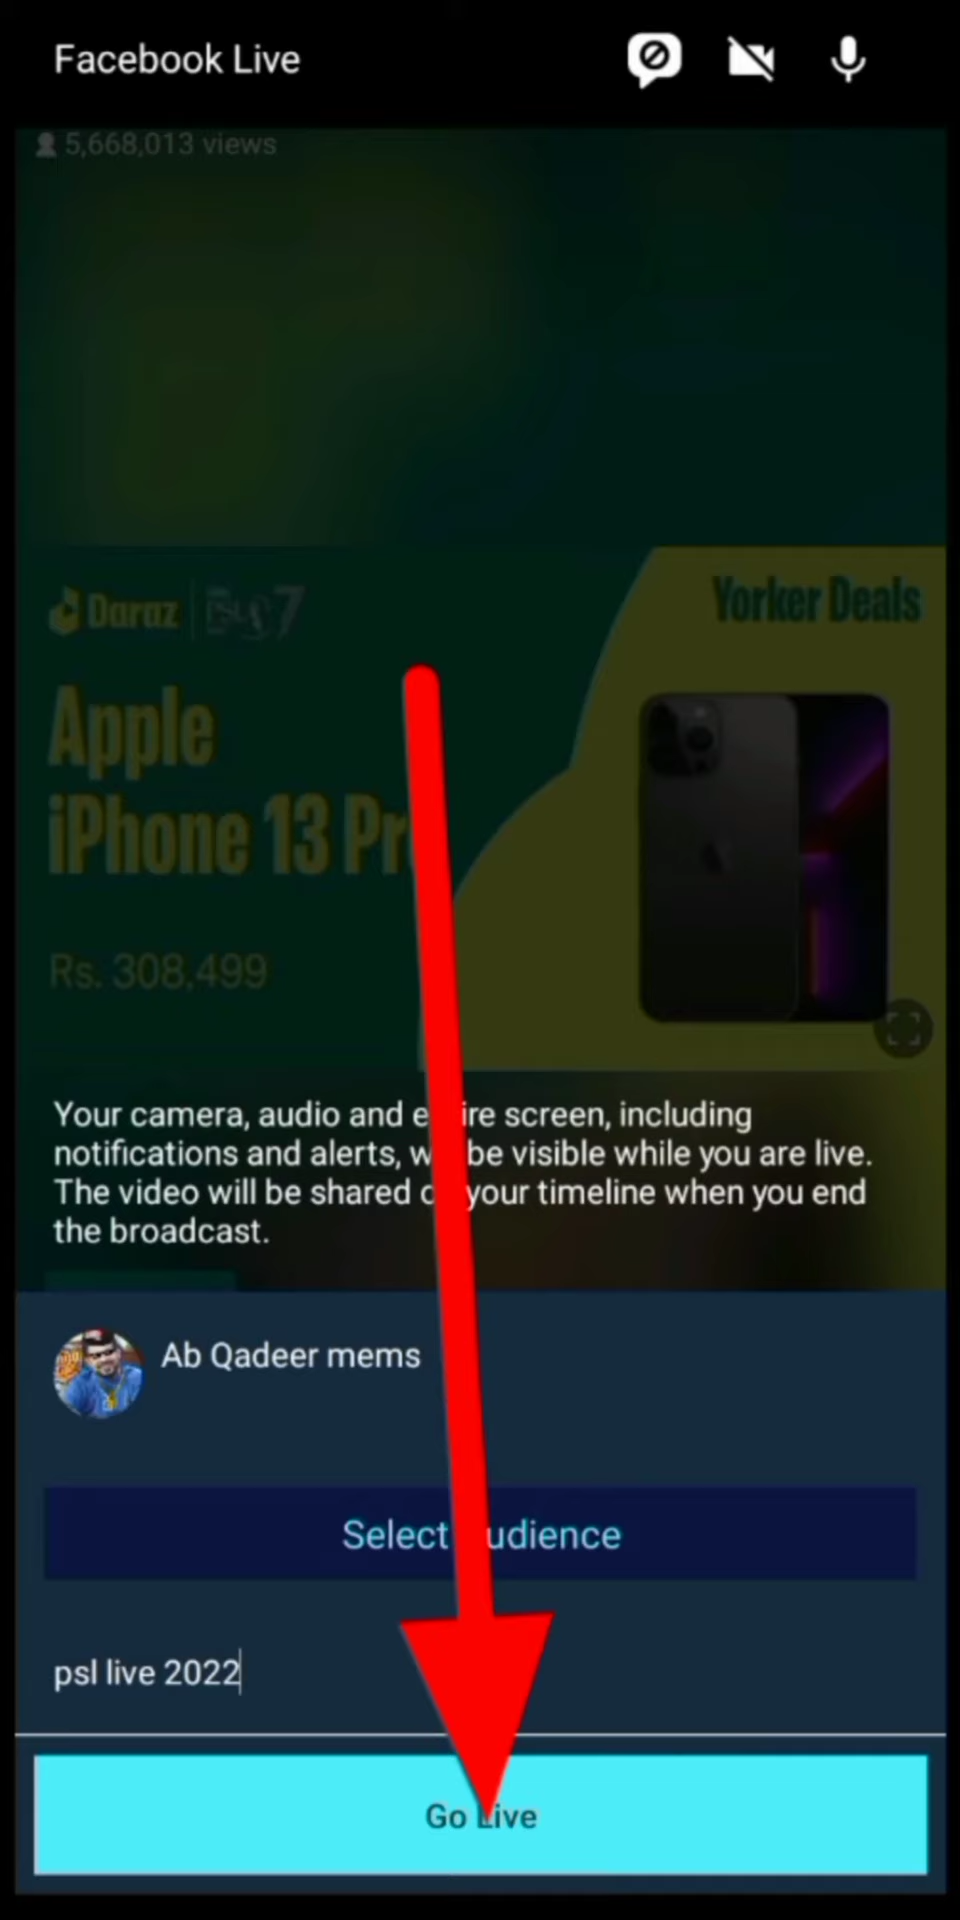 Facebook Live
5,668,013 views
Daraz
PSL 7
Yorker Deals
Apple
iPhone 13
Rs. 308,499
Your camera, audio and e ire screen, including
notifications and alerts, w be visible while you are live.
The video will be shared your timeline when you end
the broadcast.
Ab Qadeer mems
Select udience
psl live 2022
Go Live